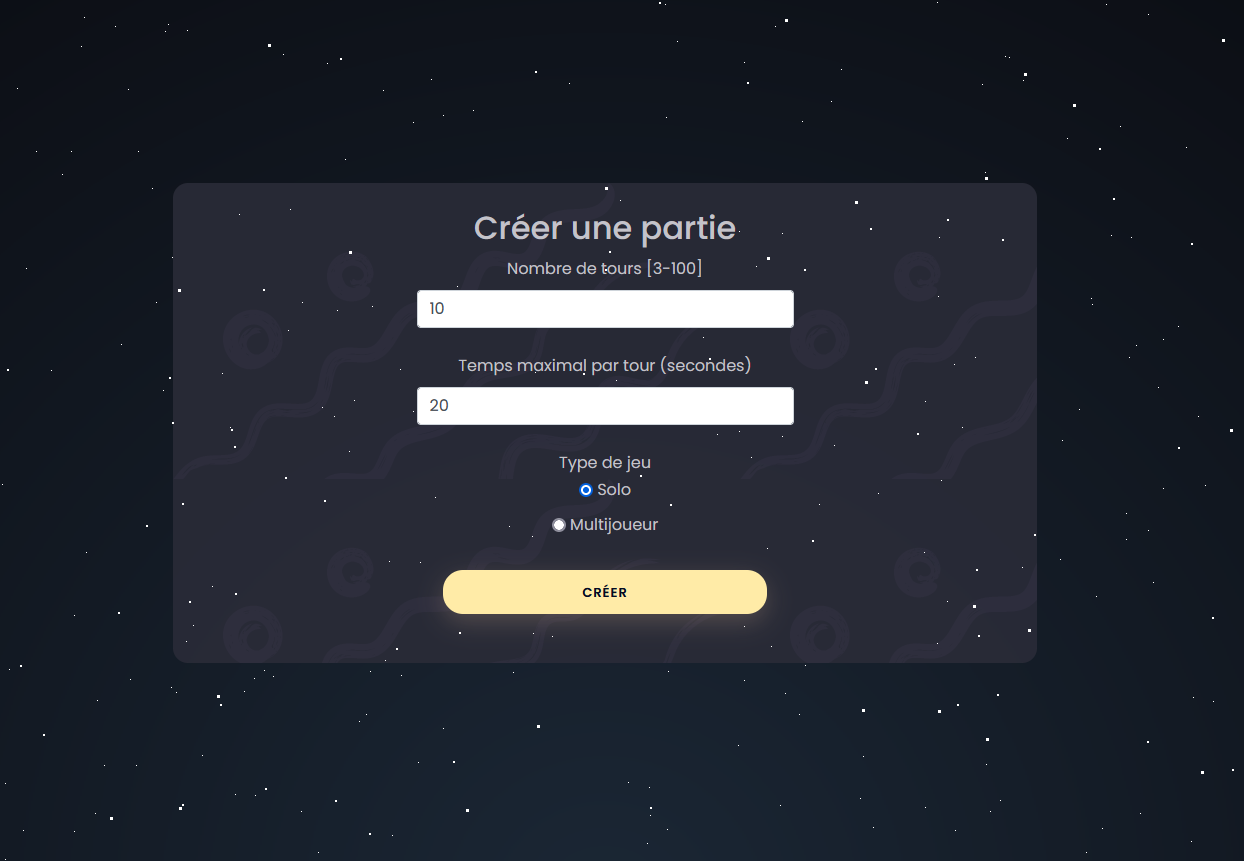 Créer une partie
Nombre de tours [3-100]
10
Temps maximal par tour (secondes)
20
Type de jeu
Solo
Multijoueur
CRÉER